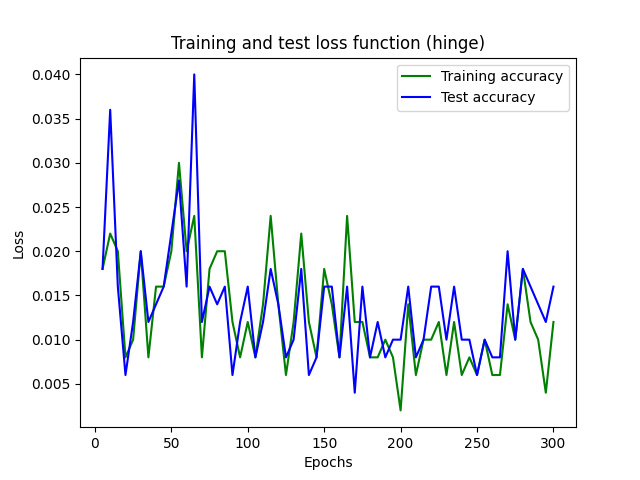 Training and test loss function (hinge)
Training accuracy
Test accuracy
0.040
0.035
0.030
0.025
0.020
0.015
0.010
0.005
Loss
0 50 100 150 200 250 300
Epochs